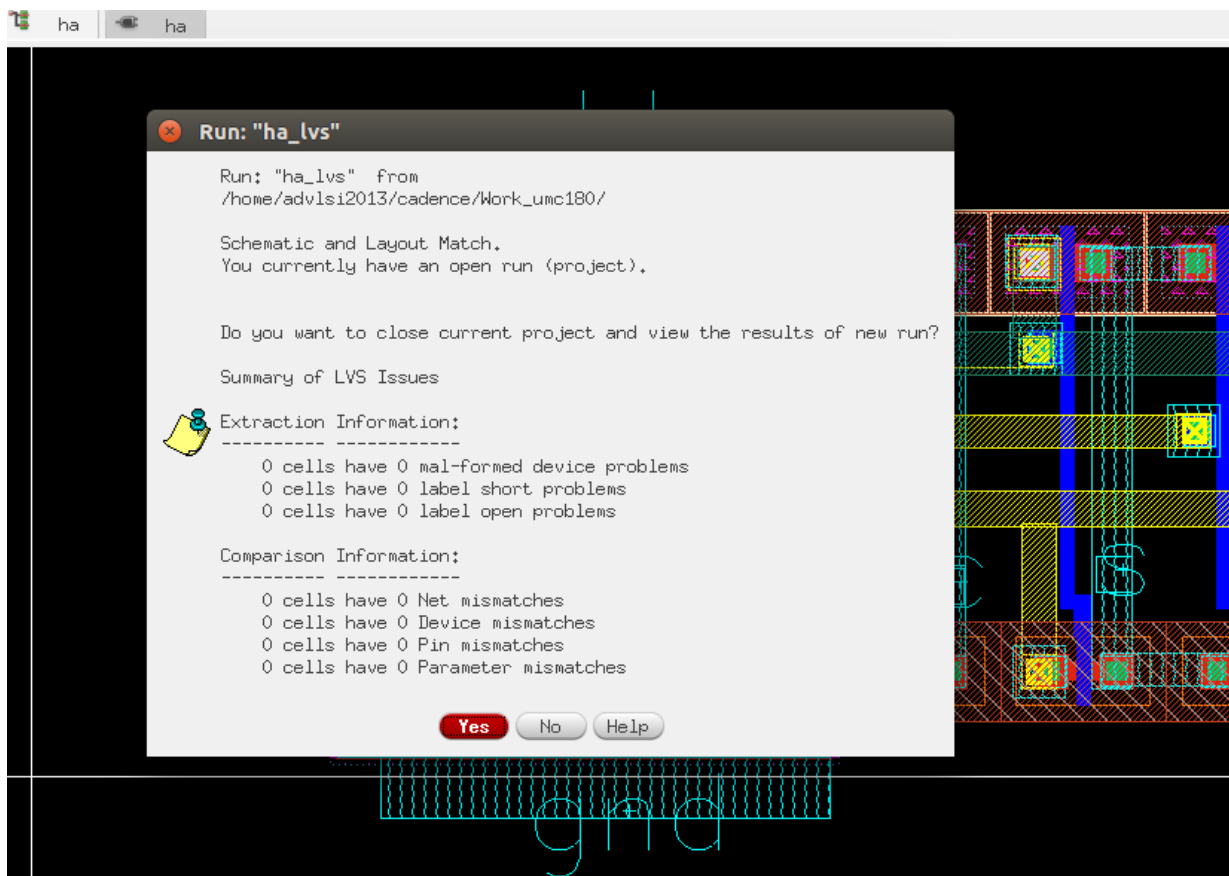 ha ha
Run: "ha_lvs"
Run: "ha_lvs" from
/home/advlsi2013/cadence/Work_umc180/
Schematic and Layout Match.
You currently have an open run (project).
Do you want to close current project and view the results of new run?
Summary of LVS Issues
Extraction Information:
---------- ------------
0 cells have 0 mal-formed device problems
0 cells have 0 label short problems
0 cells have 0 label open problems
Comparison Information:
---------- ------------
0 cells have 0 Net mismatches
0 cells have 0 Device mismatches
0 cells have 0 Pin mismatches
0 cells have 0 Parameter mismatches
Yes No Help
C S
gnd